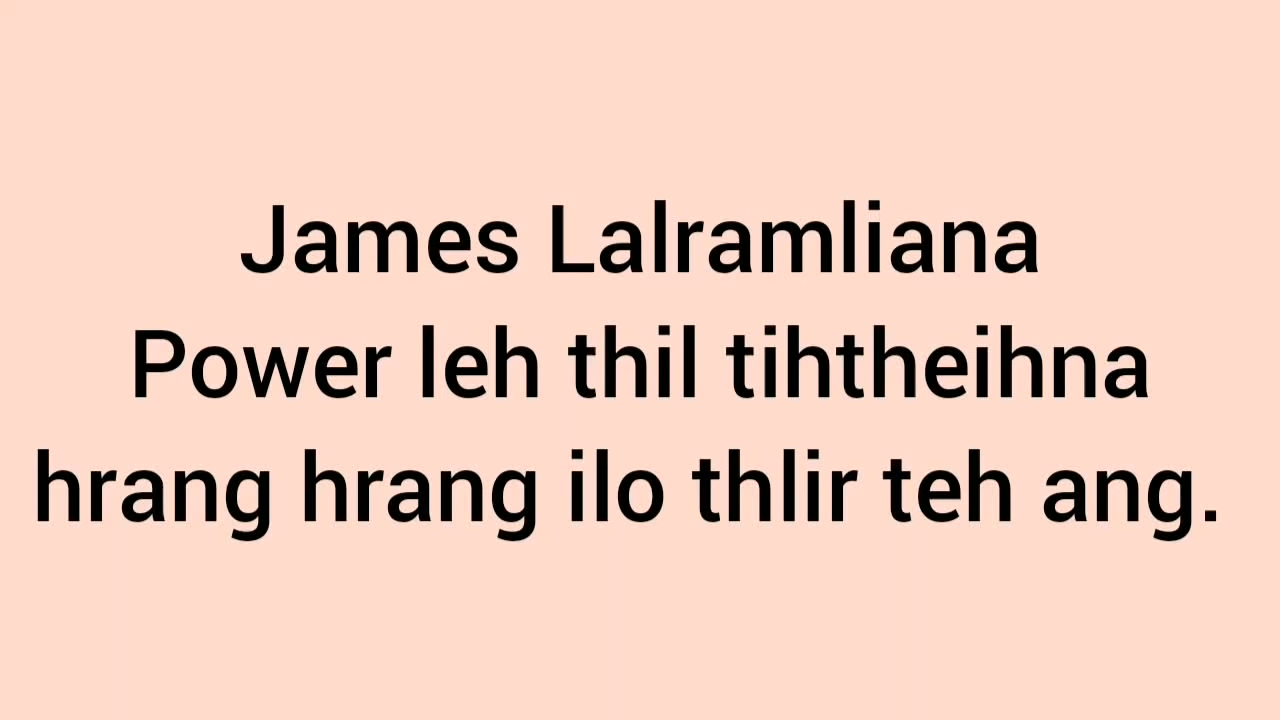 James Lalramliana
Power leh thil tihtheihna
hrang hrang ilo thlir teh ang.